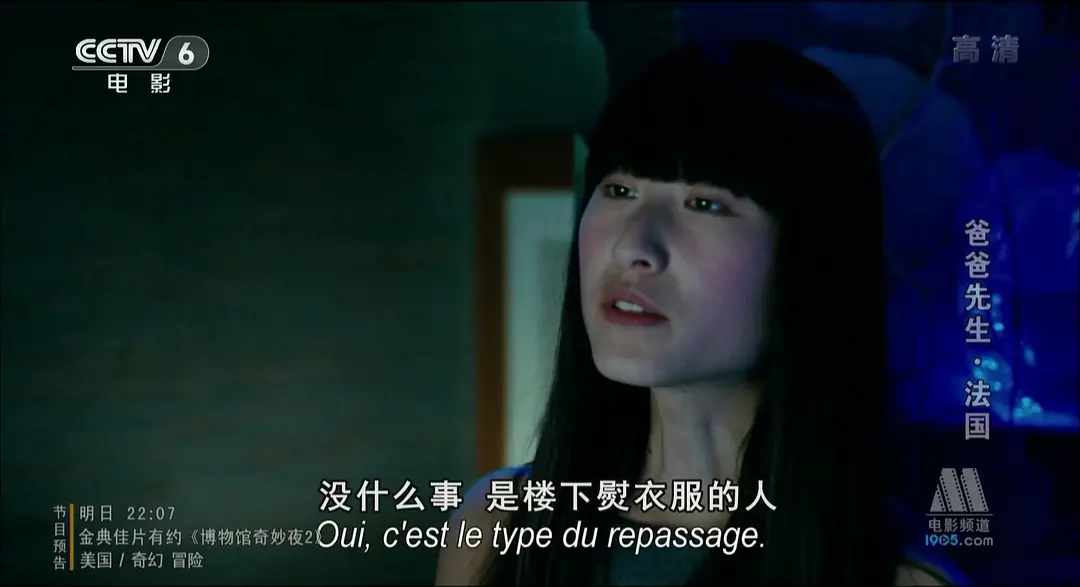 CCTV 6
电影
高清
爸爸先生·法国
没什么事 是楼下熨衣服的人
Oui, c'est le type du repassage.
节目预告
明日 22:07
金典佳片有约《博物馆奇妙夜2》
美国 / 奇幻 冒险
电影频道
1905.com